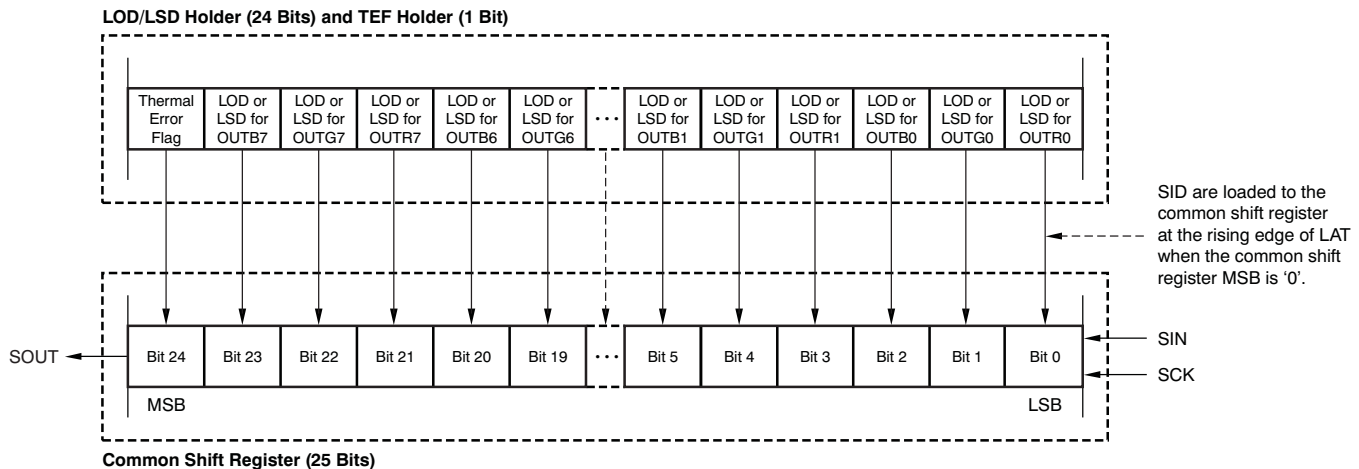 LOD/LSD Holder (24 Bits) and TEF Holder (1 Bit)
Thermal
Error
Flag
LOD or
LSD for
OUTB7
LOD or
LSD for
OUTG7
LOD or
LSD for
OUTR7
LOD or
LSD for
OUTB6
LOD or
LSD for
OUTG6
• • •
LOD or
LSD for
OUTB1
LOD or
LSD for
OUTG1
LOD or
LSD for
OUTR1
LOD or
LSD for
OUTB0
LOD or
LSD for
OUTG0
LOD or
LSD for
OUTR0
SID are loaded to the
common shift register
at the rising edge of LAT
when the common shift
register MSB is ‘0’.
SOUT
Bit 24
Bit 23
Bit 22
Bit 21
Bit 20
Bit 19
• • •
Bit 5
Bit 4
Bit 3
Bit 2
Bit 1
Bit 0
SIN
SCK
MSB
LSB
Common Shift Register (25 Bits)